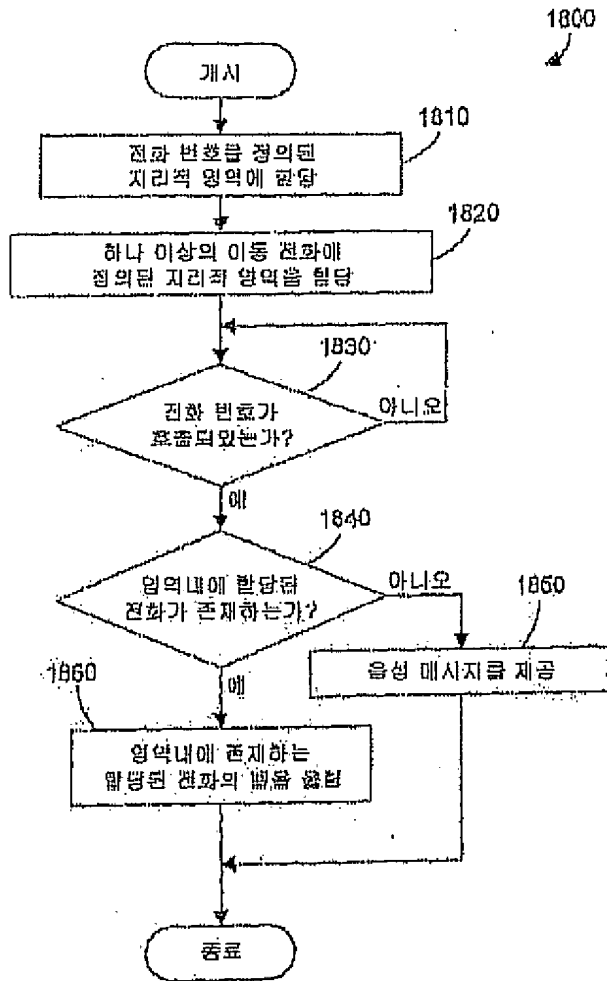 1800
개시
1810
전화 번호를 정의된
지리적 영역에 할당
1820
하나 이상의 이동 전화에
정의된 지리적 영역을 할당
1830
전화 번호가
호출되었는가?
아니오
예
1840
영역내에 할당된
전화가 존재하는가?
아니오
예
음성 메시지를 제공
영역내에 존재하는
할당된 전화의 벨을 울림
종료